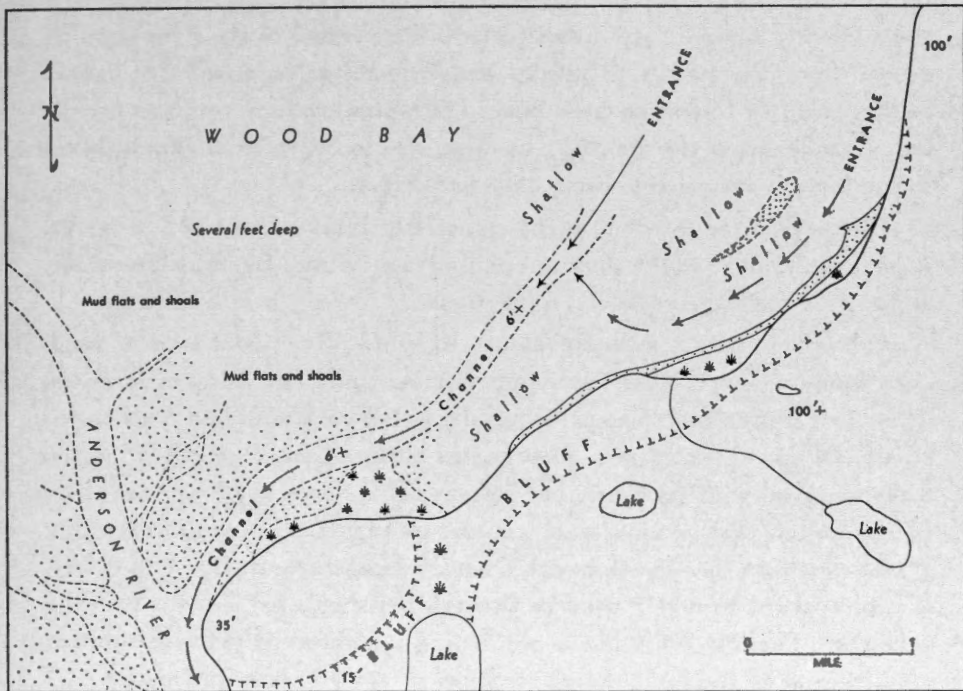 100'
N
WOOD BAY
ENTRANCE
ENTRANCE
Shallow
Shallow
Shallow
Several feet deep
Mud flats and shoals
6'+
Mud flats and shoals
Channel
Shallow
100'+
ANDERSON RIVER
6'+
BLUFF
Lake
Lake
Channel
35'
BLUFF
15'
Lake
0 1
MILE